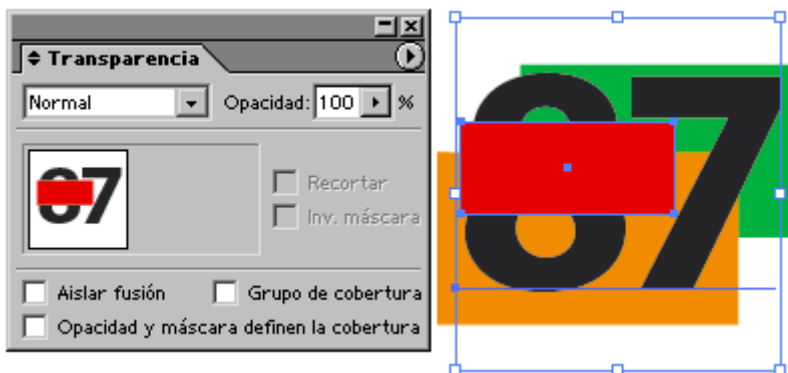 Transparencia
Normal
Opacidad: 100 %
87
Recortar
Inv. máscara
Aislar fusión
Grupo de cobertura
Opacidad y máscara definen la cobertura
87